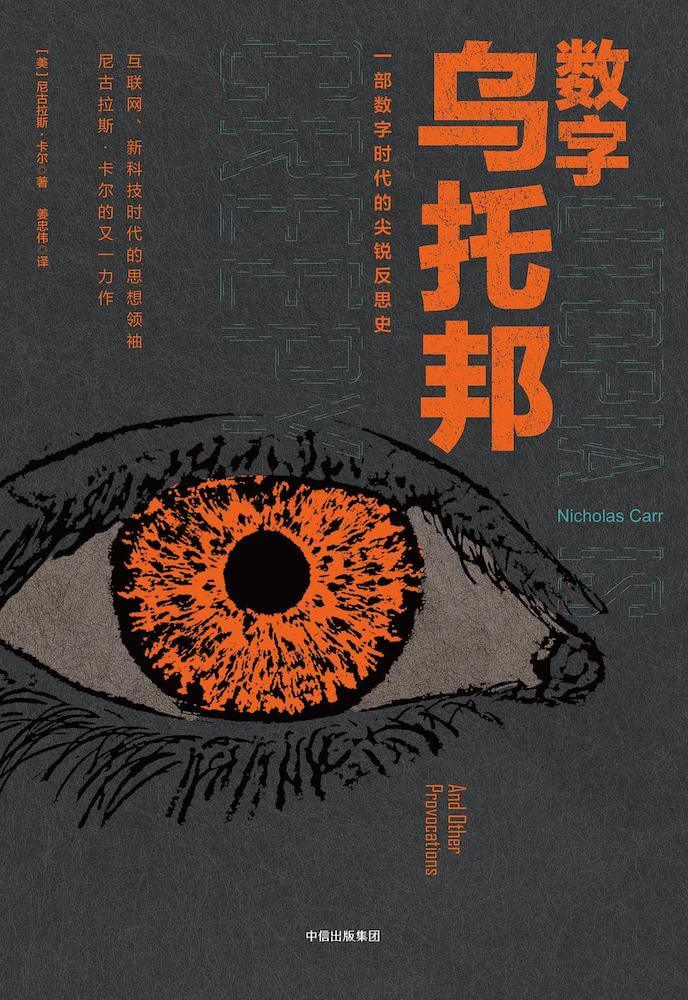 数字
乌托邦
UTOPIA IS
CREEPY
Nicholas Carr
一部数字时代的尖锐反思史
互联网、新科技时代的思想领袖
尼古拉斯·卡尔的又一力作
[美]尼古拉斯·卡尔◎著 姜忠伟◎译
And Other
Provocations
中信出版集团